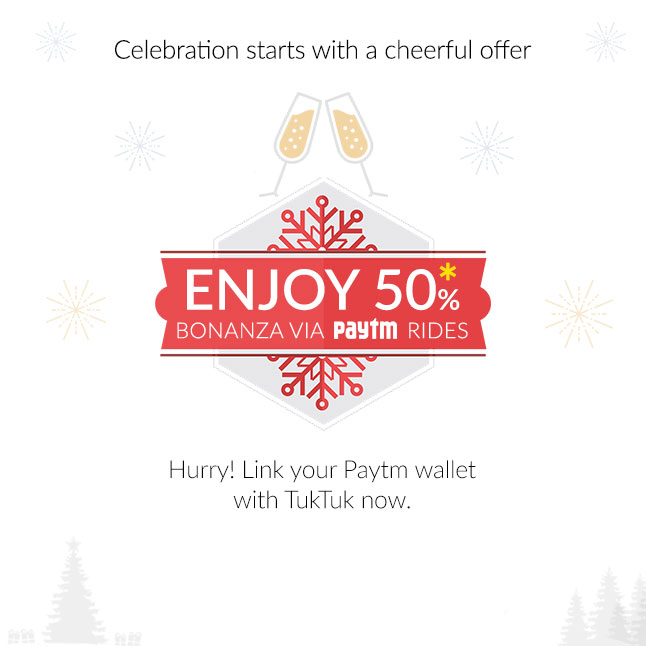 Celebration starts with a cheerful offer
ENJOY 50*%
BONANZA VIA Paytm RIDES
Hurry! Link your Paytm wallet
with TukTuk now.